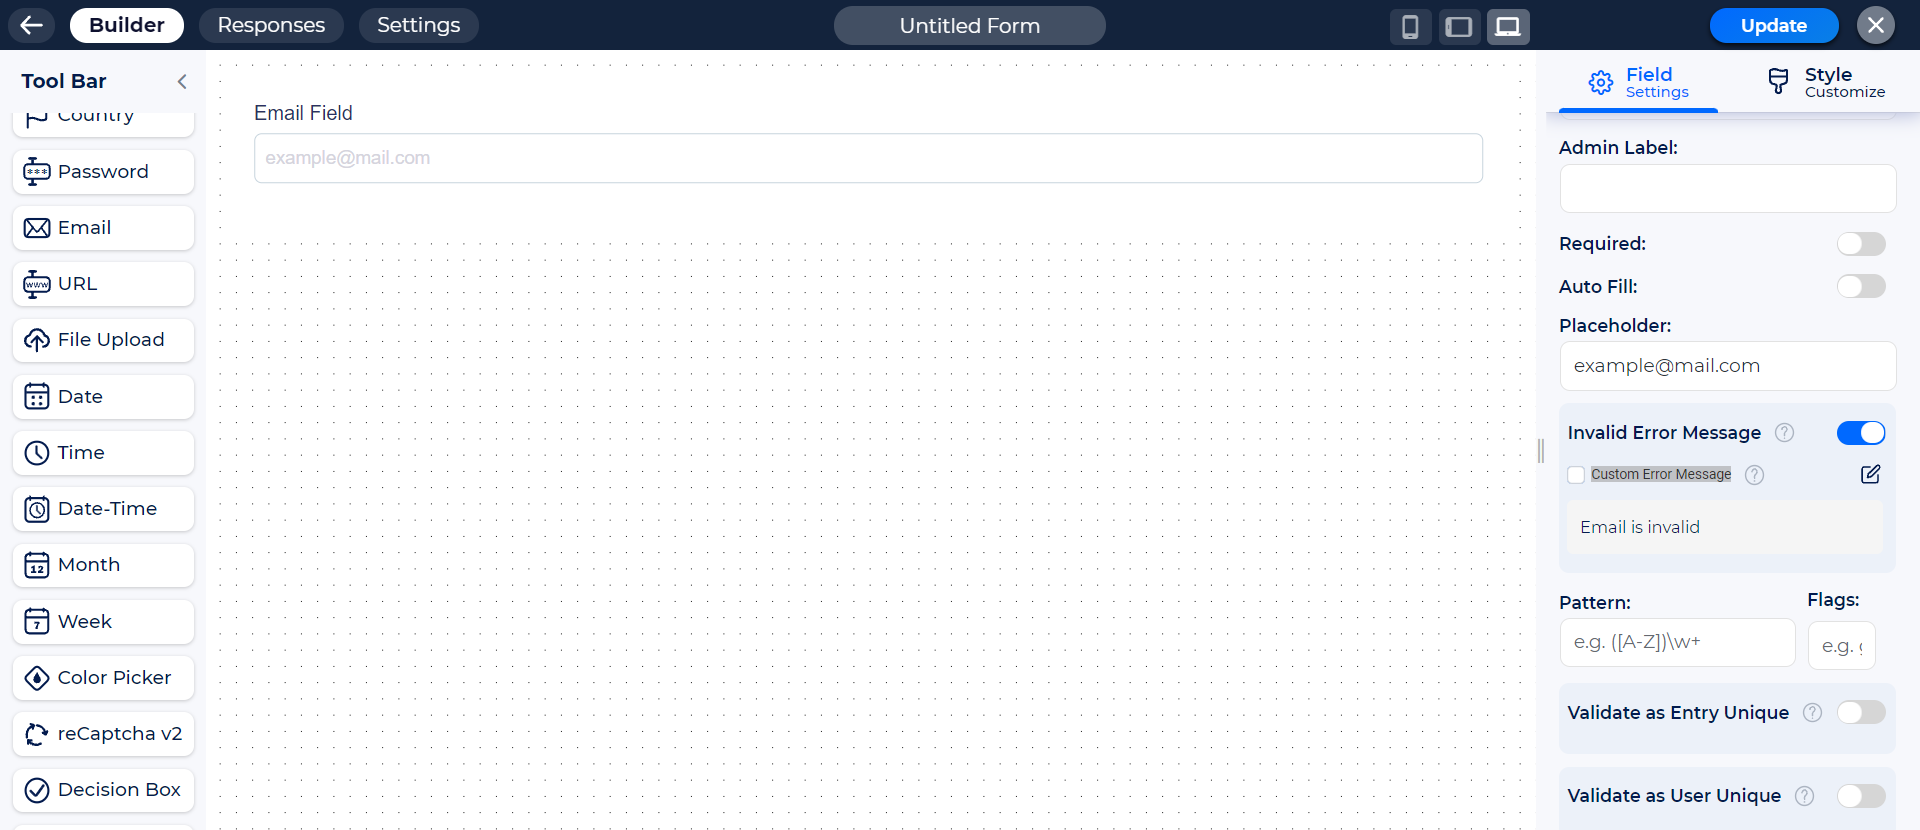 Builder
Responses
Settings
Untitled Form
Update
Tool Bar
Country
Password
Email
URL
File Upload
Date
Time
Date-Time
Month
12
Week
7
Color Picker
reCaptcha v2
Decision Box
Email Field
example@mail.com
Field
Settings
Style
Customize
Admin Label:
Required:
Auto Fill:
Placeholder:
example@mail.com
Invalid Error Message ?
Custom Error Message ?
Email is invalid
Pattern:
Flags:
e.g. ([A-Z])\w+
e.g.
Validate as Entry Unique ?
Validate as User Unique ?